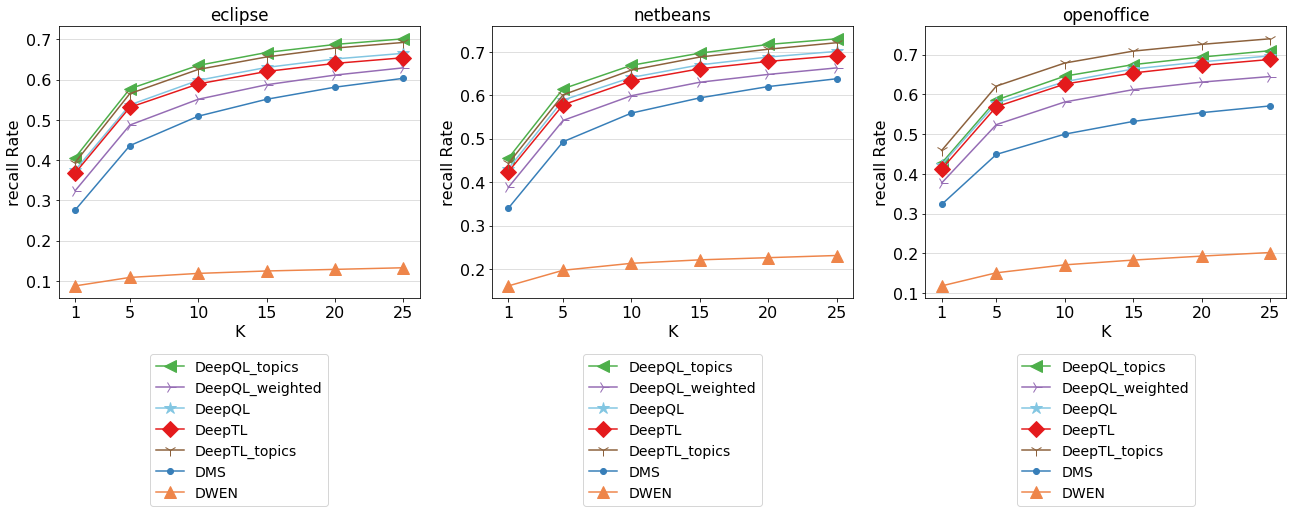 eclipse
0.7
0.6
0.5
0.4
0.3
0.2
0.1
recall Rate
1 5 10 15 20 25
K
DeepQL_topics
DeepQL_weighted
DeepQL
DeepTL
DeepTL_topics
DMS
DWEN
netbeans
0.7
0.6
0.5
0.4
0.3
0.2
recall Rate
1 5 10 15 20 25
K
DeepQL_topics
DeepQL_weighted
DeepQL
DeepTL
DeepTL_topics
DMS
DWEN
openoffice
0.7
0.6
0.5
0.4
0.3
0.2
0.1
recall Rate
1 5 10 15 20 25
K
DeepQL_topics
DeepQL_weighted
DeepQL
DeepTL
DeepTL_topics
DMS
DWEN